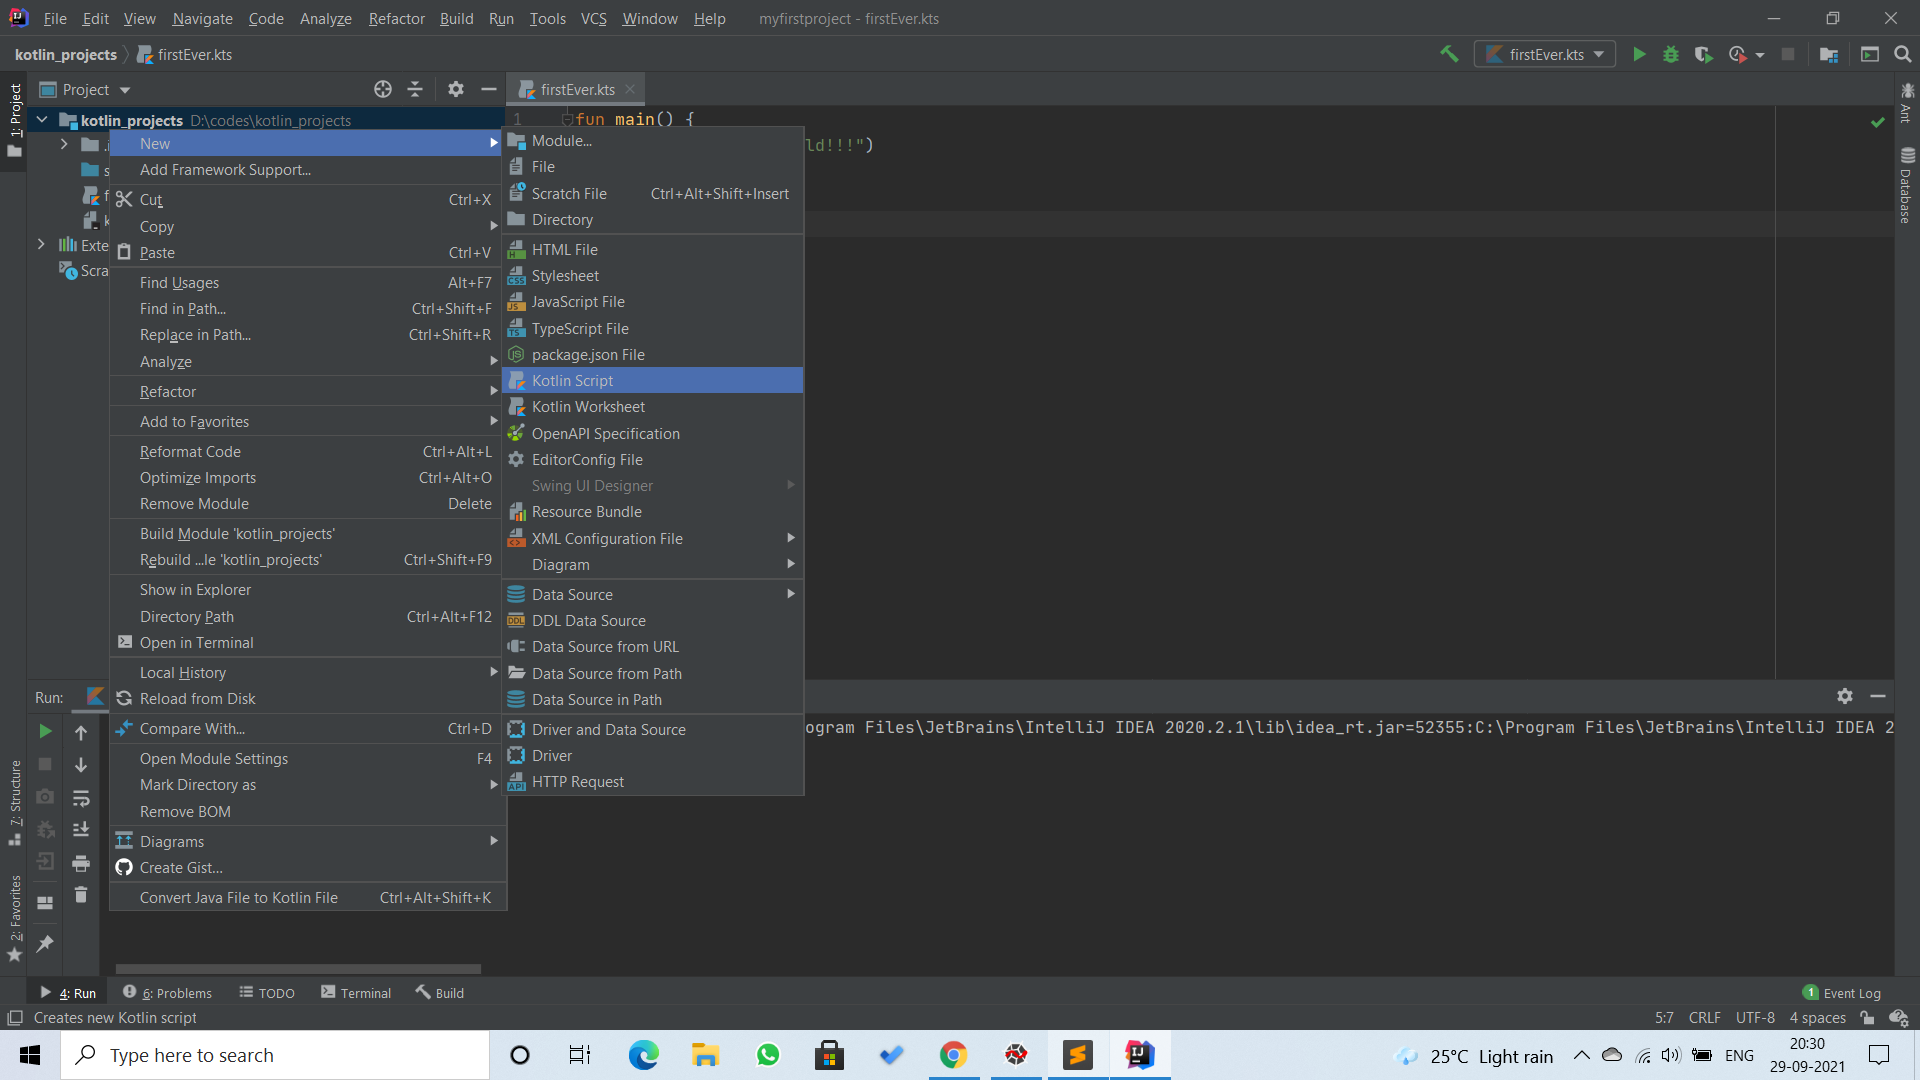 File Edit View Navigate Code Analyze Refactor Build Run Tools VCS Window Help myfirstproject - firstEver.kts
kotlin_projects firstEver.kts
firstEver.kts
1: Project
Project
firstEver.kts
kotlin_projects D:\codes\kotlin_projects
1 fun main() {
ld!!!")
Exte
Scra
New
Add Framework Support...
Cut Ctrl+X
Copy
Paste Ctrl+V
Find Usages Alt+F7
Find in Path... Ctrl+Shift+F
Replace in Path... Ctrl+Shift+R
Analyze
Refactor
Add to Favorites
Reformat Code Ctrl+Alt+L
Optimize Imports Ctrl+Alt+O
Remove Module Delete
Build Module 'kotlin_projects'
Rebuild ...le 'kotlin_projects' Ctrl+Shift+F9
Show in Explorer
Directory Path Ctrl+Alt+F12
Open in Terminal
Local History
Reload from Disk
Compare With... Ctrl+D
Open Module Settings F4
Mark Directory as
Remove BOM
Diagrams
Create Gist...
Convert Java File to Kotlin File Ctrl+Alt+Shift+K
Module...
File
Scratch File Ctrl+Alt+Shift+Insert
Directory
HTML File
Stylesheet
JavaScript File
TypeScript File
package.json File
Kotlin Script
Kotlin Worksheet
OpenAPI Specification
EditorConfig File
Swing UI Designer
Resource Bundle
XML Configuration File
Diagram
Data Source
DDL Data Source
Data Source from URL
Data Source from Path
Data Source in Path
Driver and Data Source
Driver
HTTP Request
Ant
Database
Run:
ogram Files\JetBrains\IntelliJ IDEA 2020.2.1\lib\idea_rt.jar=52355:C:\Program Files\JetBrains\IntelliJ IDEA 2
7: Structure
2: Favorites
4: Run 6: Problems TODO Terminal Build 1 Event Log
Creates new Kotlin script 5:7 CRLF UTF-8 4 spaces
Type here to search 25°C Light rain ENG 20:30
29-09-2021